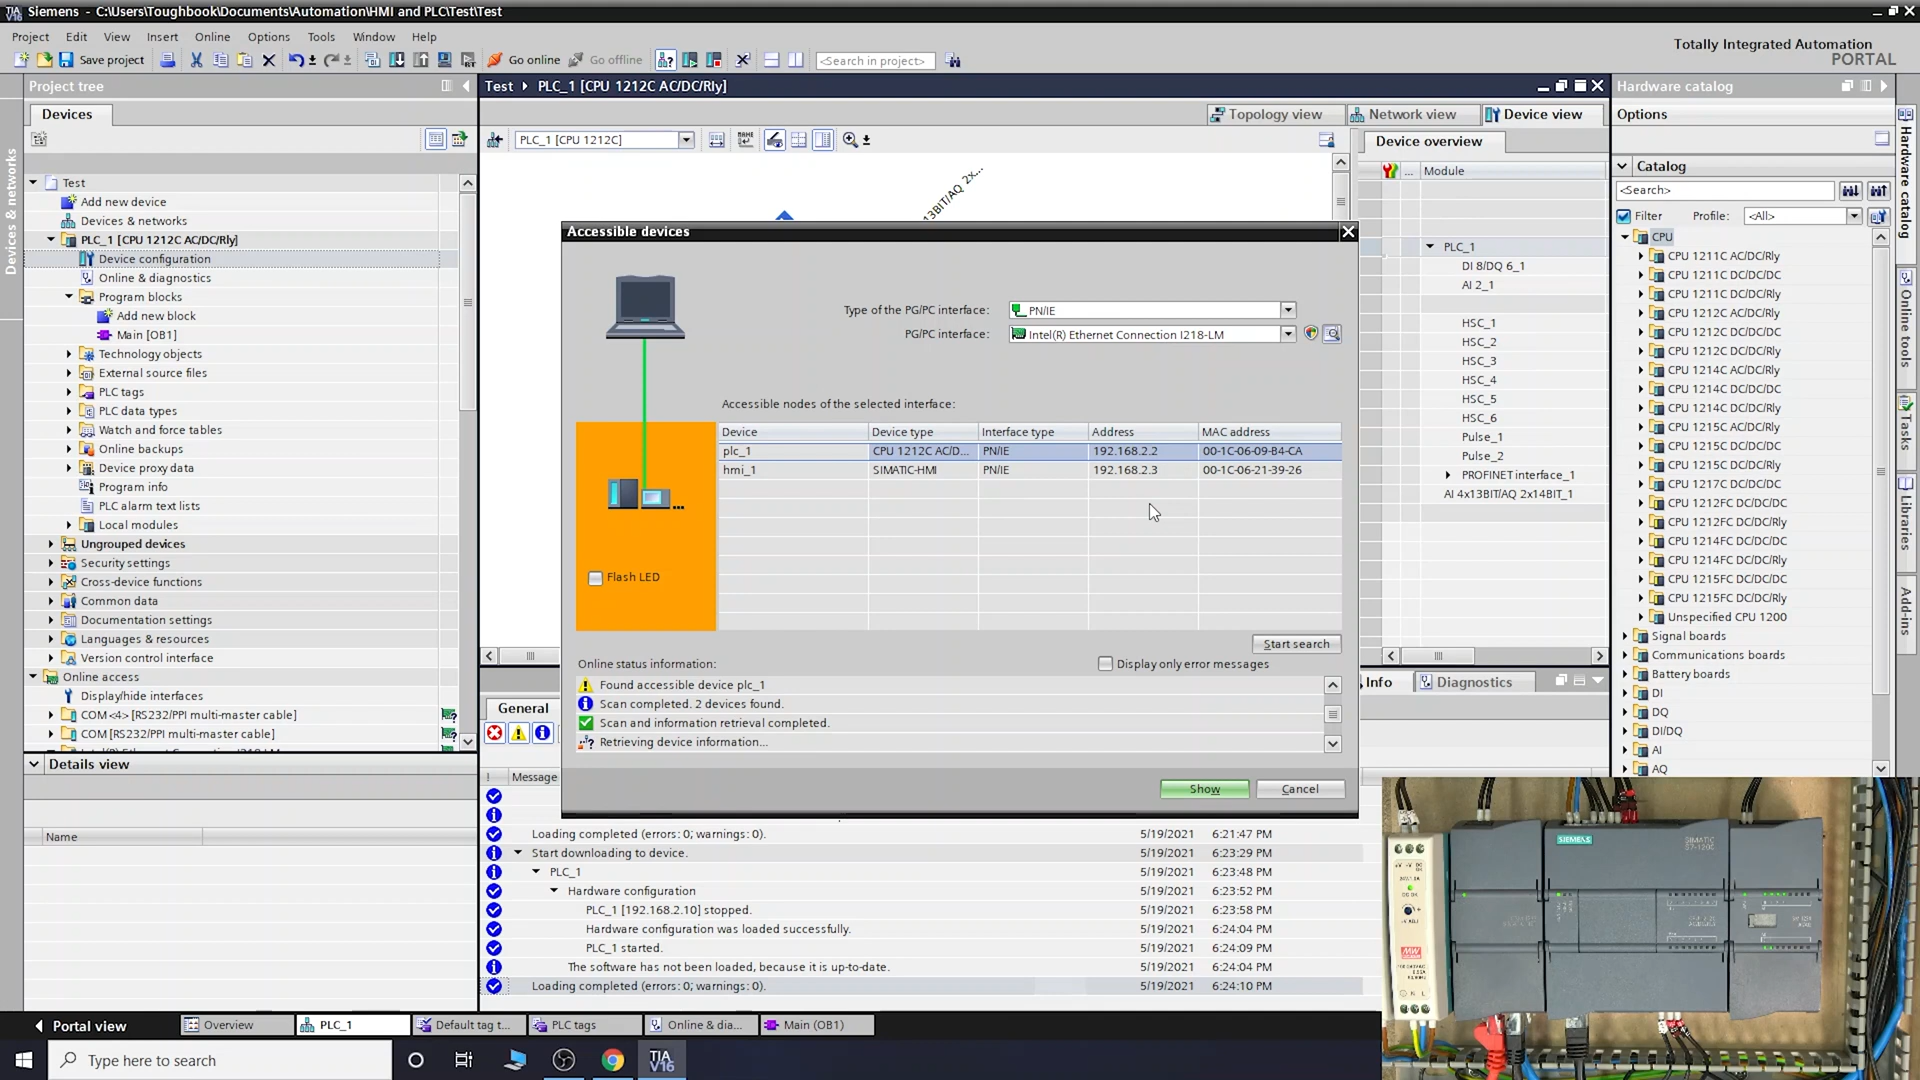 Siemens - C:\Users\Toughbook\Documents\Automation\HMI and PLC\Test\Test
Project Edit View Insert Online Options Tools Window Help
Totally Integrated Automation
PORTAL
Save project
Go online
Go offline
<Search in project>
Project tree
Devices
Devices & networks
Test
Add new device
Devices & networks
PLC_1 [CPU 1212C AC/DC/Rly]
Device configuration
Online & diagnostics
Program blocks
Add new block
Main [OB1]
Technology objects
External source files
PLC tags
PLC data types
Watch and force tables
Online backups
Device proxy data
Program info
PLC alarm text lists
Local modules
Ungrouped devices
Security settings
Cross-device functions
Common data
Documentation settings
Languages & resources
Version control interface
Online access
Display/hide interfaces
COM <4> [RS232/PPI multi-master cable]
COM [RS232/PPI multi-master cable]
Details view
Name
Test PLC_1 [CPU 1212C AC/DC/Rly]
Topology view
Network view
Device view
PLC_1 [CPU 1212C]
13BIT/AQ 2x...
Accessible devices
Type of the PG/PC interface: PN/IE
PG/PC interface: Intel(R) Ethernet Connection I218-LM
Accessible nodes of the selected interface:
Device Device type Interface type Address MAC address
plc_1 CPU 1212C AC/D... PN/IE 192.168.2.2 00-1C-06-09-B4-CA
hmi_1 SIMATIC-HMI PN/IE 192.168.2.3 00-1C-06-21-39-26
Flash LED
Start search
Online status information:
Display only error messages
Found accessible device plc_1
Scan completed. 2 devices found.
Scan and information retrieval completed.
Retrieving device information...
Show
Cancel
Device overview
... Module
PLC_1
DI 8/DQ 6_1
AI 2_1
HSC_1
HSC_2
HSC_3
HSC_4
HSC_5
HSC_6
Pulse_1
Pulse_2
PROFINET interface_1
AI 4x13BIT/AQ 2x14BIT_1
Info
Diagnostics
General
! Message
Loading completed (errors: 0; warnings: 0). 5/19/2021 6:21:47 PM
Start downloading to device. 5/19/2021 6:23:29 PM
PLC_1 5/19/2021 6:23:48 PM
Hardware configuration 5/19/2021 6:23:52 PM
PLC_1 [192.168.2.10] stopped. 5/19/2021 6:23:58 PM
Hardware configuration was loaded successfully. 5/19/2021 6:24:04 PM
PLC_1 started. 5/19/2021 6:24:09 PM
The software has not been loaded, because it is up-to-date. 5/19/2021 6:24:04 PM
Loading completed (errors: 0; warnings: 0). 5/19/2021 6:24:10 PM
Hardware catalog
Options
Catalog
<Search>
Filter Profile: <All>
CPU
CPU 1211C AC/DC/Rly
CPU 1211C DC/DC/DC
CPU 1211C DC/DC/Rly
CPU 1212C AC/DC/Rly
CPU 1212C DC/DC/DC
CPU 1212C DC/DC/Rly
CPU 1214C AC/DC/Rly
CPU 1214C DC/DC/DC
CPU 1214C DC/DC/Rly
CPU 1215C AC/DC/Rly
CPU 1215C DC/DC/DC
CPU 1215C DC/DC/Rly
CPU 1217C DC/DC/DC
CPU 1212FC DC/DC/DC
CPU 1212FC DC/DC/Rly
CPU 1214FC DC/DC/DC
CPU 1214FC DC/DC/Rly
CPU 1215FC DC/DC/DC
CPU 1215FC DC/DC/Rly
Unspecified CPU 1200
Signal boards
Communications boards
Battery boards
DI
DQ
DI/DQ
AI
AQ
Hardware catalog
Online tools
Tasks
Libraries
Add-ins
SIEMENS
SIMATIC
S7-1200
Portal view
Overview
PLC_1
Default tag t...
PLC tags
Online & dia...
Main (OB1)
Type here to search
TIA
V16